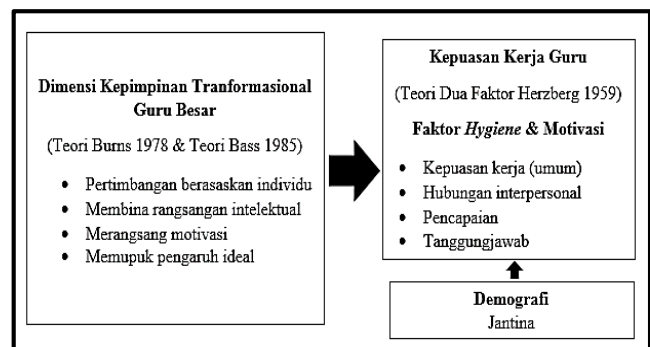 Dimensi Kepimpinan Tranformasional
Guru Besar
(Teori Burns 1978 & Teori Bass 1985)
• Pertimbangan berasaskan individu
• Membina rangsangan intelektual
• Merangsang motivasi
• Memupuk pengaruh ideal
Kepuasan Kerja Guru
(Teori Dua Faktor Herzberg 1959)
Faktor Hygiene & Motivasi
• Kepuasan kerja (umum)
• Hubungan interpersonal
• Pencapaian
• Tanggungjawab
Demografi
Jantina